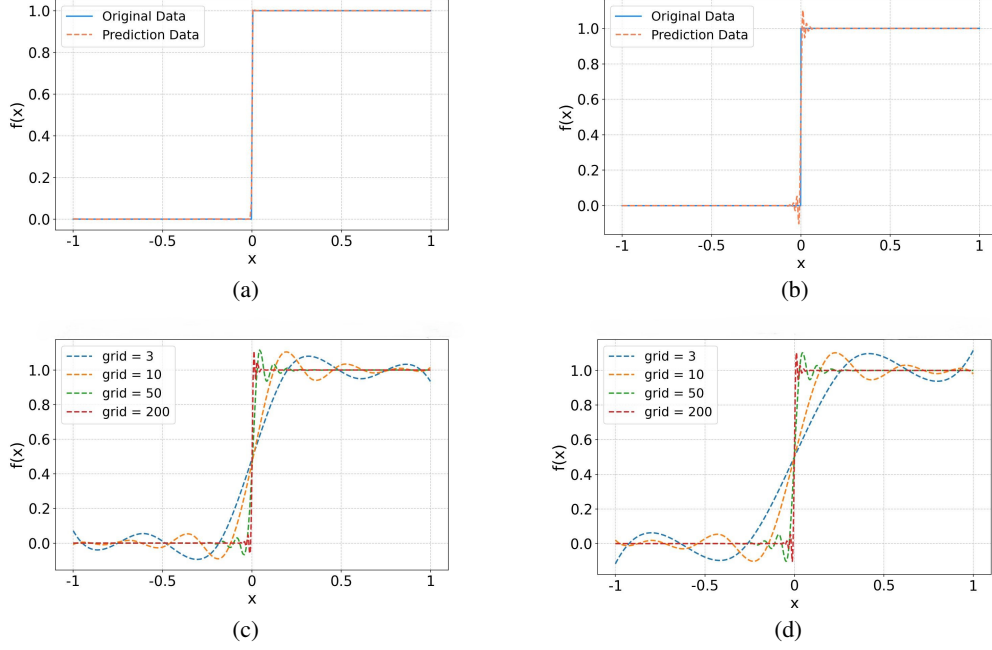 1.0
0.8
0.6
0.4
0.2
0.0
f(x)
Original Data
Prediction Data
-1
-0.5
0
0.5
1
x
(a)
1.0
0.8
0.6
0.4
0.2
0.0
f(x)
Original Data
Prediction Data
-1
-0.5
0
0.5
1
x
(b)
1.0
0.8
0.6
0.4
0.2
0.0
f(x)
grid = 3
grid = 10
grid = 50
grid = 200
-1
-0.5
0
0.5
1
x
(c)
1.0
0.8
0.6
0.4
0.2
0.0
f(x)
grid = 3
grid = 10
grid = 50
grid = 200
-1
-0.5
0
0.5
1
x
(d)